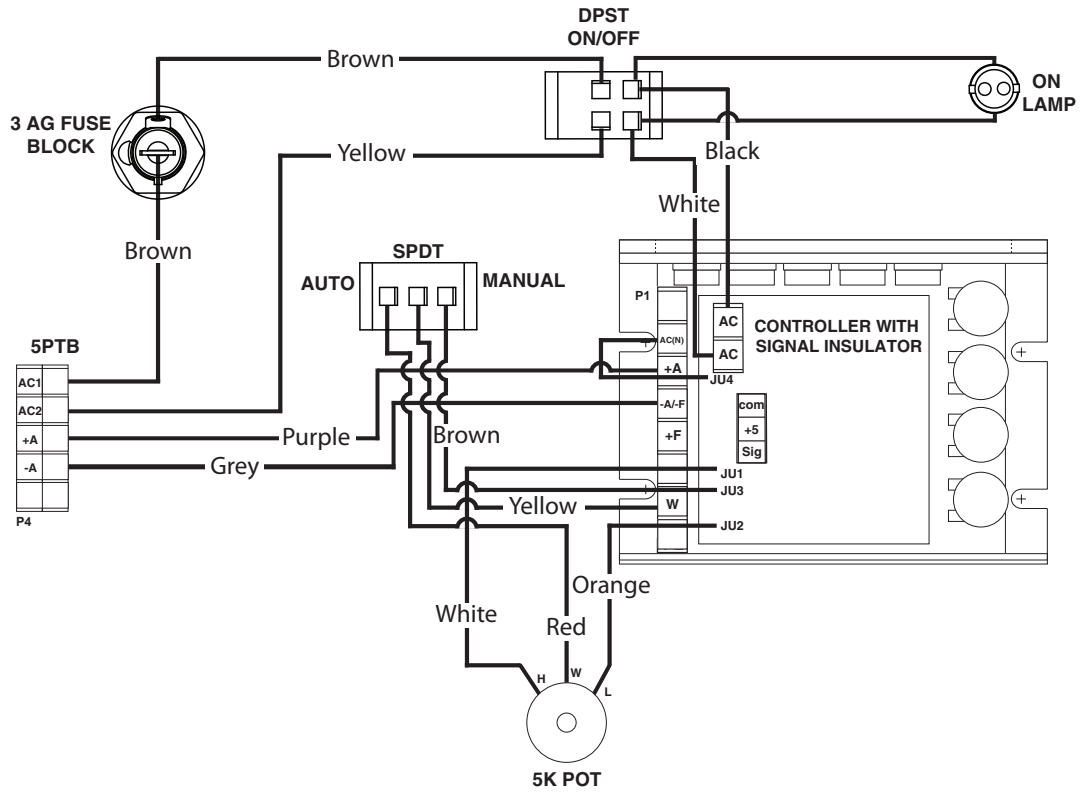 DPST
ON/OFF
Brown
ON
LAMP
3 AG FUSE
BLOCK
Yellow
Black
White
Brown
SPDT
AUTO
MANUAL
P1
AC
CONTROLLER WITH
SIGNAL INSULATOR
AC(N)
AC
5PTB
+A
JU4
AC1
-A/-F
com
AC2
+5
+F
Brown
+A
Purple
Sig
-A
Grey
JU1
JU3
Yellow
W
P4
JU2
Orange
White
Red
H
W
L
5K POT